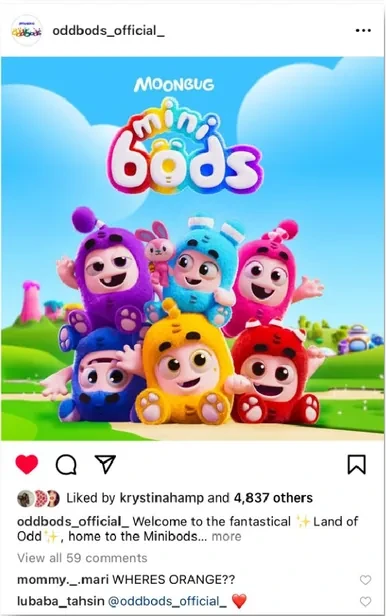 oddbods_official_
MOONBUG
mini
bods
Liked by krystinahamp and 4,837 others
oddbods_official_ Welcome to the fantastical ✨Land of
Odd✨, home to the Minibods... more
View all 59 comments
mommy._.mari WHERES ORANGE??
lubaba_tahsin @oddbods_official_ ❤️